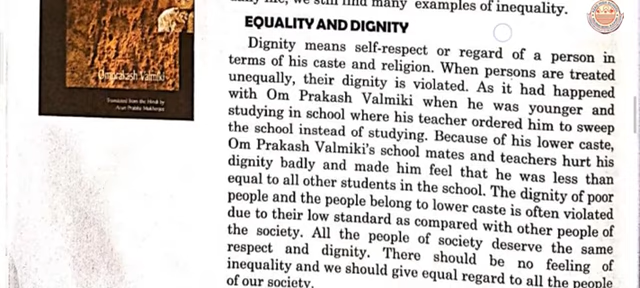 we still find many examples of inequality.
EQUALITY AND DIGNITY
Dignity means self-respect or regard of a person in
terms of his caste and religion. When persons are treated
unequally, their dignity is violated. As it had happened
with Om Prakash Valmiki when he was younger and
studying in school where his teacher ordered him to sweep
the school instead of studying. Because of his lower caste,
Om Prakash Valmiki's school mates and teachers hurt his
dignity badly and made him feel that he was less than
equal to all other students in the school. The dignity of poor
people and the people belong to lower caste is often violated
due to their low standard as compared with other people of
the society. All the people of society deserve the same
respect and dignity. There should be no feeling of
inequality and we should give equal regard to all the people
of our society.
Omprakash Valmiki
Translated from the Hindi by
Arun Prabha Mukherjee